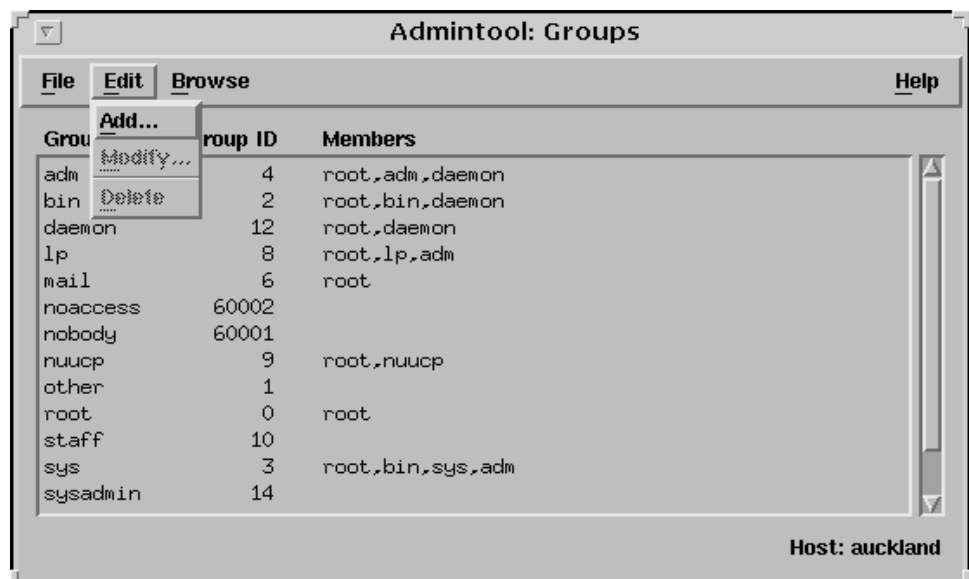 Admintool: Groups
File Edit Browse Help
Add...
Modify...
Delete
Grou roup ID Members
adm 4 root,adm,daemon
bin 2 root,bin,daemon
daemon 12 root,daemon
lp 8 root,lp,adm
mail 6 root
noaccess 60002
nobody 60001
nuucp 9 root,nuucp
other 1
root 0 root
staff 10
sys 3 root,bin,sys,adm
sysadmin 14
Host: auckland